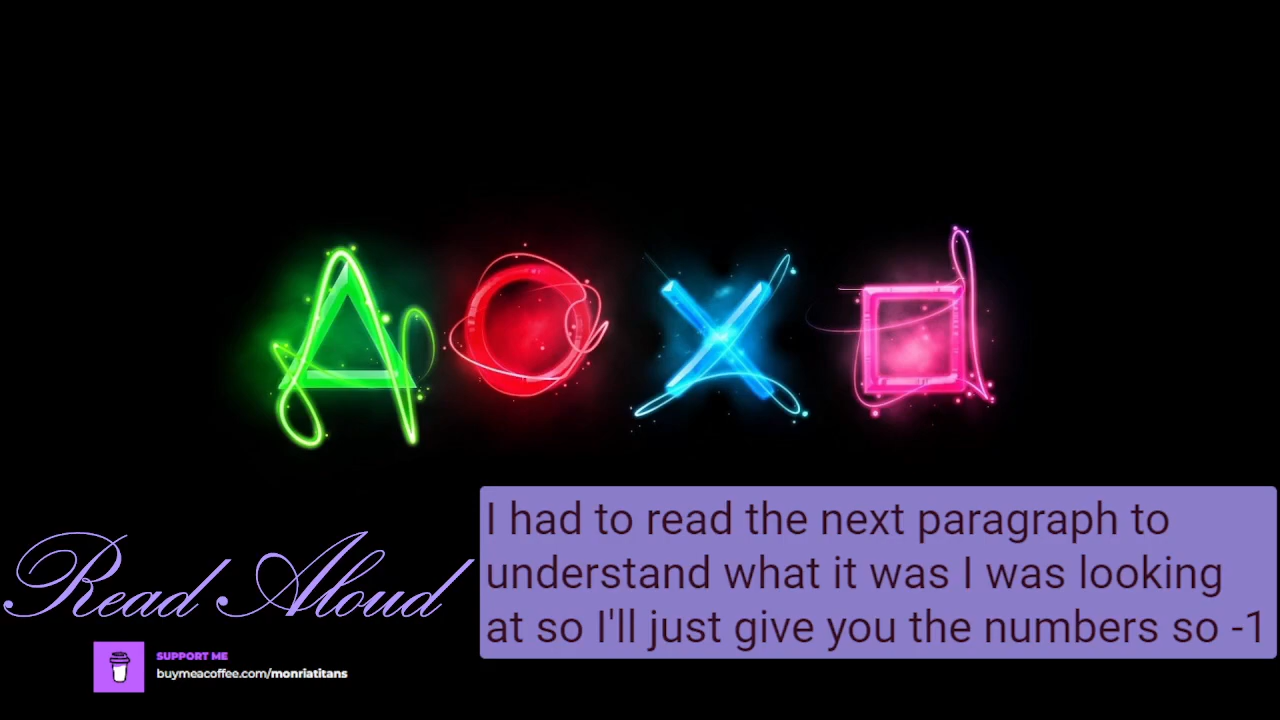 Read Aloud
SUPPORT ME
buymeacoffee.com/monriatitans
I had to read the next paragraph to
understand what it was I was looking
at so I'll just give you the numbers so -1